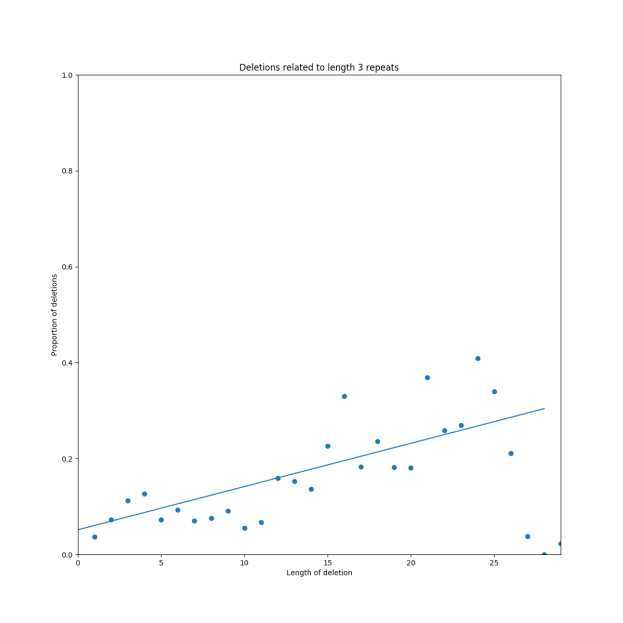 Deletions related to length 3 repeats
1.0
0.8
0.6
0.4
0.2
0.0
Proportion of deletions
0 5 10 15 20 25
Length of deletion